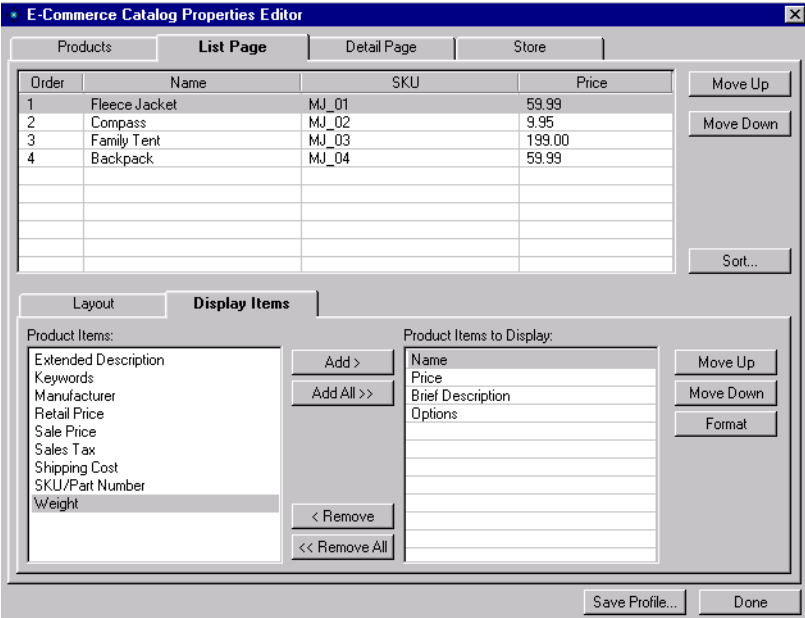 E-Commerce Catalog Properties Editor
Products List Page Detail Page Store
Order Name SKU Price
1 Fleece Jacket MJ_01 59.99
2 Compass MJ_02 9.95
3 Family Tent MJ_03 199.00
4 Backpack MJ_04 59.99
Move Up
Move Down
Sort...
Layout Display Items
Product Items:
Extended Description
Keywords
Manufacturer
Retail Price
Sale Price
Sales Tax
Shipping Cost
SKU/Part Number
Weight
Add >
Add All >>
< Remove
<< Remove All
Product Items to Display:
Name
Price
Brief Description
Options
Move Up
Move Down
Format
Save Profile... Done